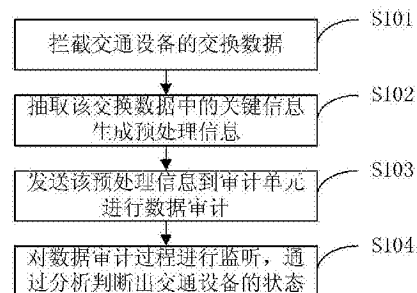 拦截交通设备的交换数据
S101
抽取该交换数据中的关键信息
生成预处理信息
S102
发送该预处理信息到审计单元
进行数据审计
S103
对数据审计过程进行监听，通
过分析判断出交通设备的状态
S104